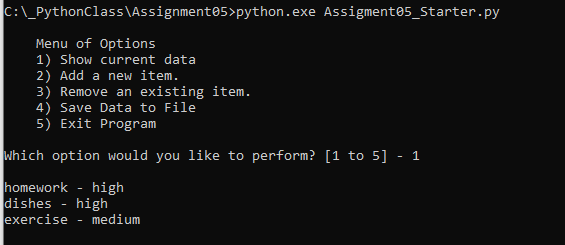 C:\_PythonClass\Assignment05>python.exe Assigment05_Starter.py
Menu of Options
1) Show current data
2) Add a new item.
3) Remove an existing item.
4) Save Data to File
5) Exit Program
Which option would you like to perform? [1 to 5] - 1
homework - high
dishes - high
exercise - medium